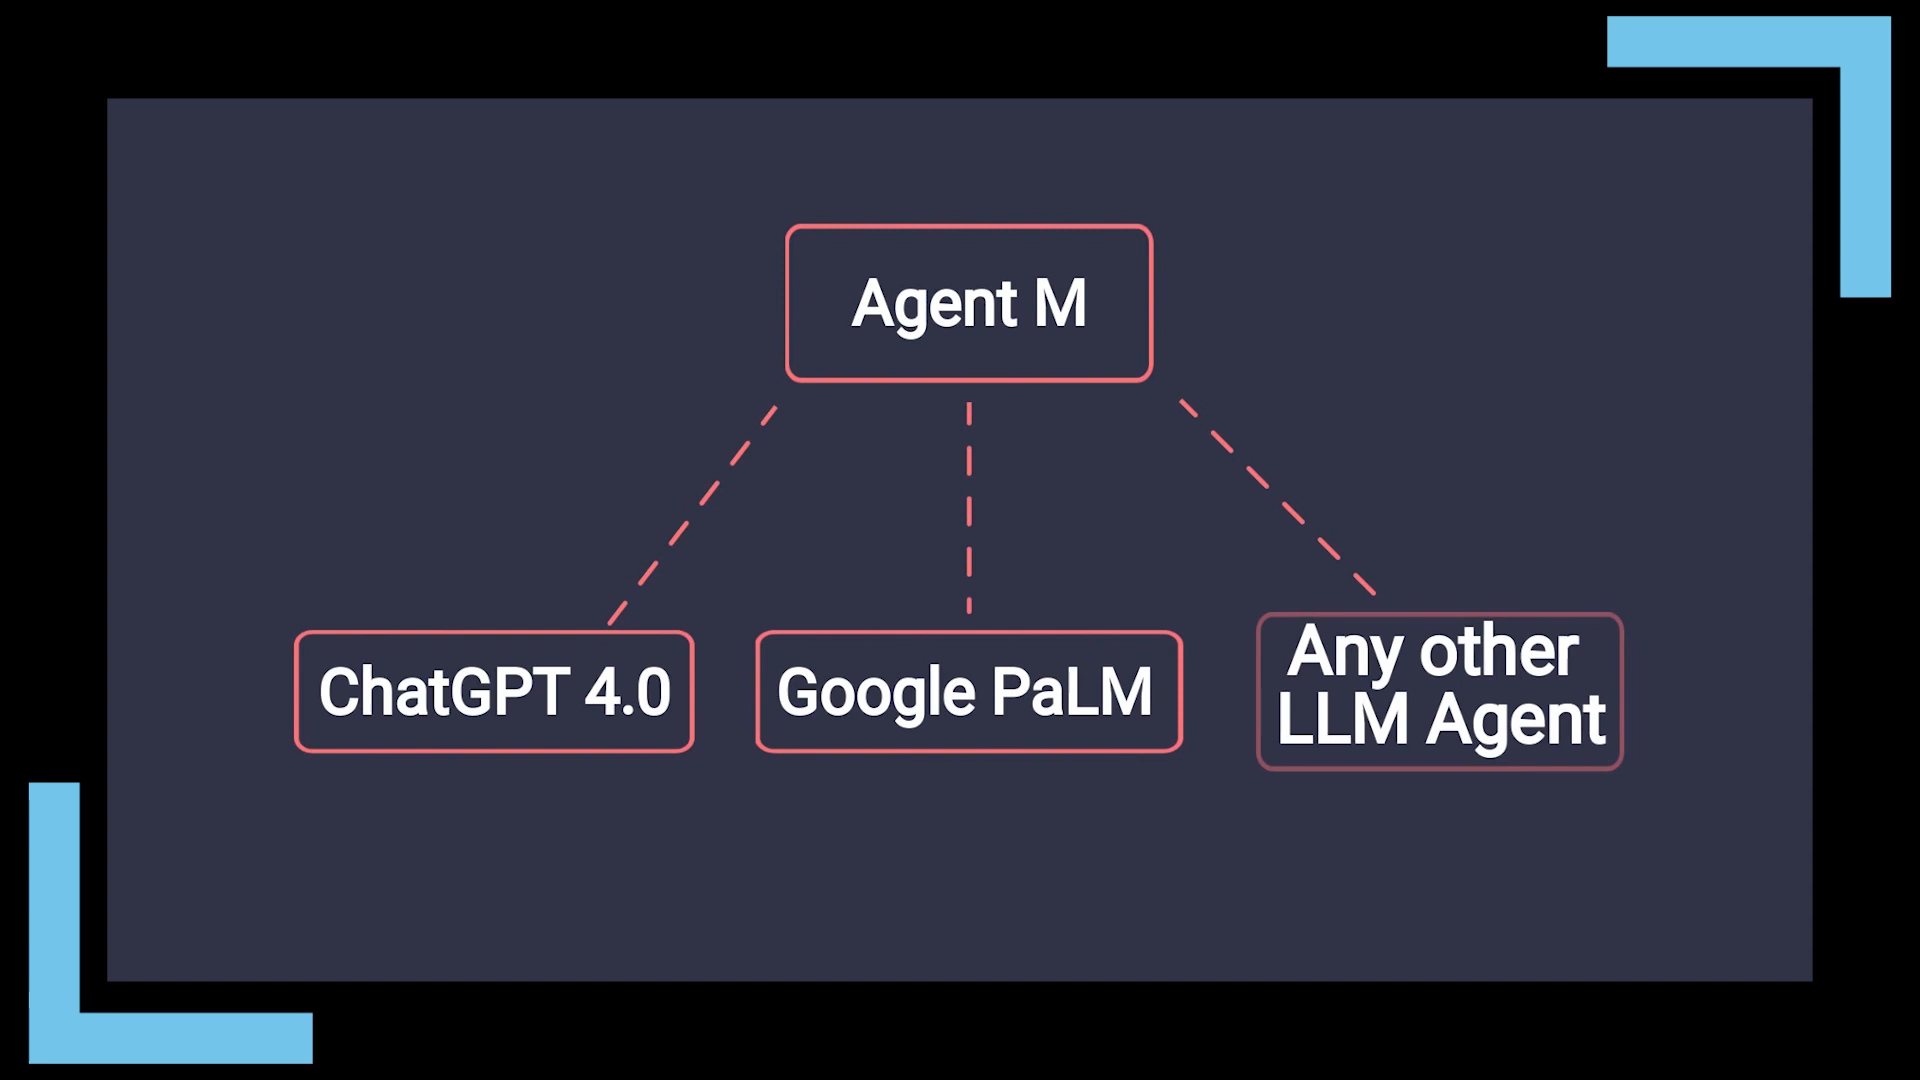 Agent M
ChatGPT 4.0
Google PaLM
Any other
LLM Agent